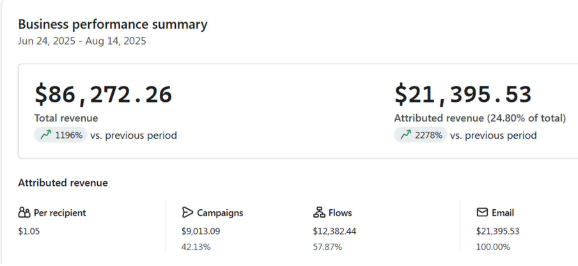 Business performance summary
Jun 24, 2025 - Aug 14, 2025
$86,272.26
Total revenue
1196% vs. previous period
$21,395.53
Attributed revenue (24.80% of total)
2278% vs. previous period
Attributed revenue
Per recipient
$1.05
Campaigns
$9,013.09
42.13%
Flows
$12,382.44
57.87%
Email
$21,395.53
100.00%